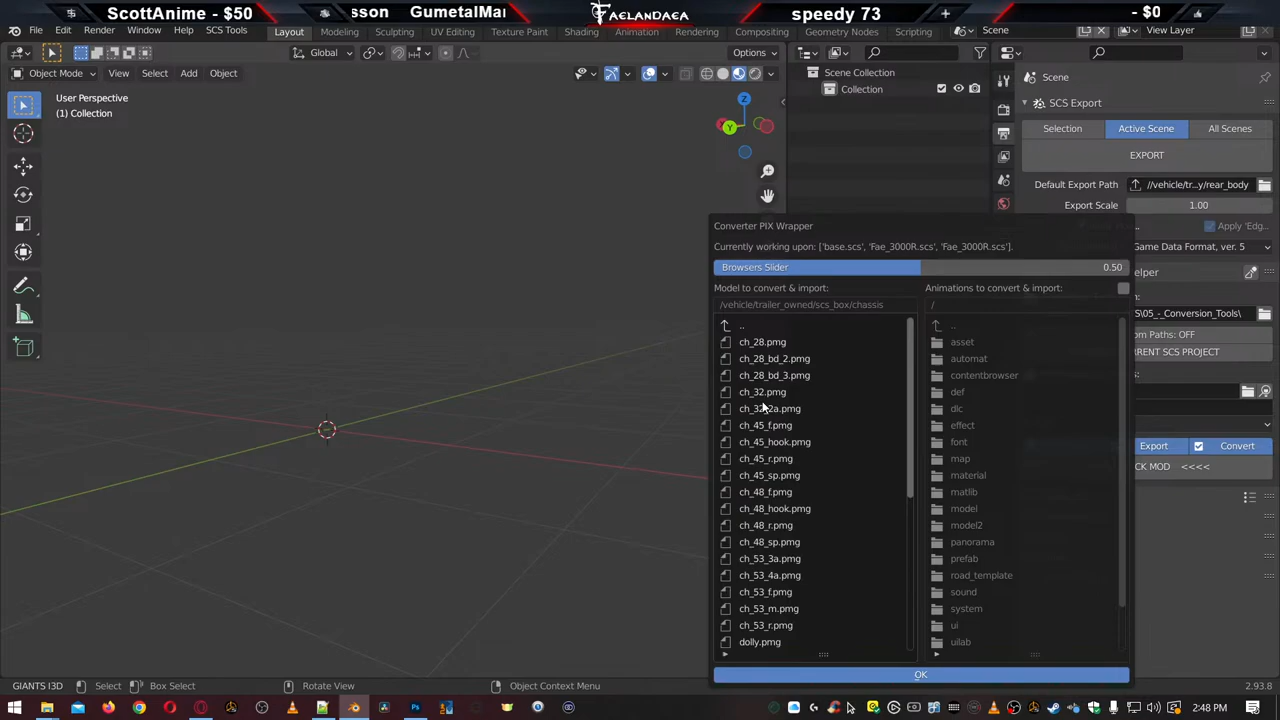 ScottAnime - $50
sson GumetalMar
FAELANDAEA
speedy 73
- $0
File Edit Render Window Help SCS Tools
Layout Modeling Sculpting UV Editing Texture Paint Shading Animation Rendering Compositing Geometry Nodes Scripting
Scene
View Layer
Global
Options
Object Mode View Select Add Object
User Perspective
(1) Collection
Z
Y
Scene Collection
Collection
Scene
SCS Export
Selection Active Scene All Scenes
EXPORT
Default Export Path //vehicle/tr...y/rear_body
Export Scale 1.00
Apply 'Edg..
Game Data Format, ver. 5
elper
n:
S\05_-_Conversion_Tools\
om Paths: OFF
RRENT SCS PROJECT
s:
Export Convert
CK MOD <<<<
Converter PIX Wrapper
Currently working upon: ['base.scs', 'Fae_3000R.scs', 'Fae_3000R.scs'].
Browsers Slider 0.50
Model to convert & import:
/vehicle/trailer_owned/scs_box/chassis
..
ch_28.pmg
ch_28_bd_2.pmg
ch_28_bd_3.pmg
ch_32.pmg
ch_32_2a.pmg
ch_45_f.pmg
ch_45_hook.pmg
ch_45_r.pmg
ch_45_sp.pmg
ch_48_f.pmg
ch_48_hook.pmg
ch_48_r.pmg
ch_48_sp.pmg
ch_53_3a.pmg
ch_53_4a.pmg
ch_53_f.pmg
ch_53_m.pmg
ch_53_r.pmg
dolly.pmg
Animations to convert & import:
/
..
asset
automat
contentbrowser
def
dlc
effect
font
map
material
matlib
model
model2
panorama
prefab
road_template
sound
system
ui
uilab
OK
GIANTS I3D Select Box Select Rotate View Object Context Menu 2.93.8
2:48 PM